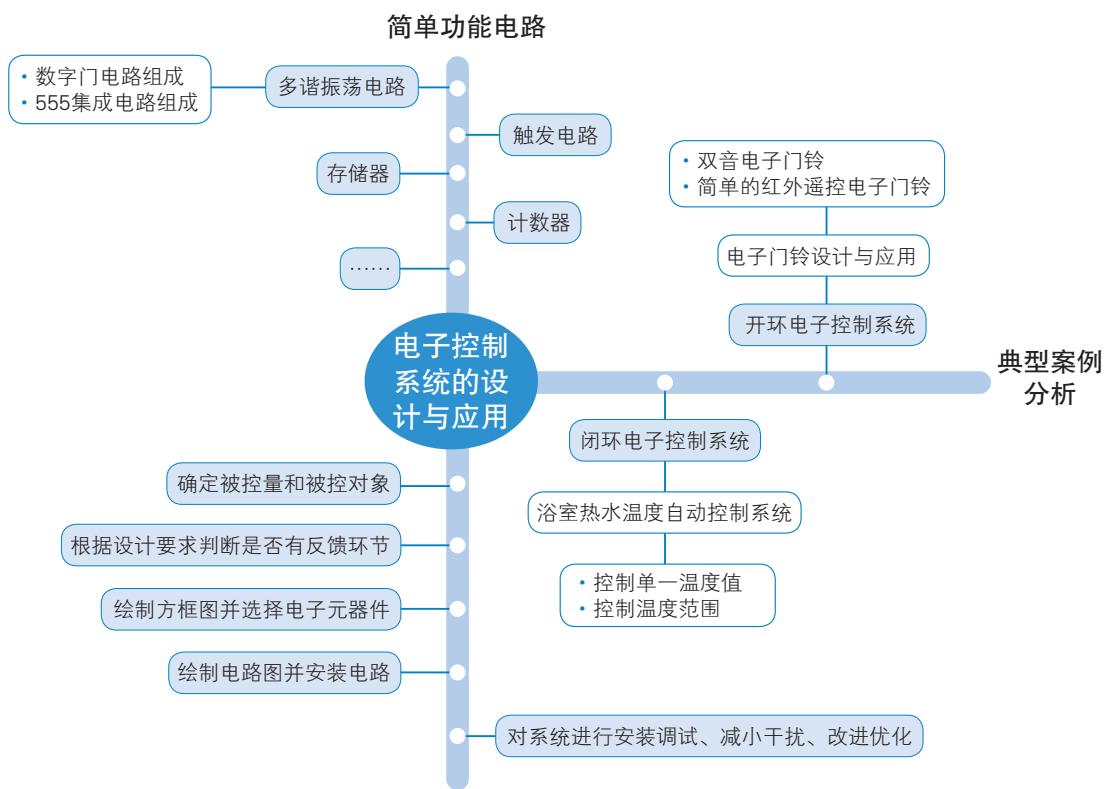 简单功能电路
• 数字门电路组成
• 555集成电路组成
多谐振荡电路
触发电路
存储器
计数器
……
• 双音电子门铃
• 简单的红外遥控电子门铃
电子门铃设计与应用
开环电子控制系统
电子控制
系统的设
计与应用
典型案例
分析
闭环电子控制系统
浴室热水温度自动控制系统
• 控制单一温度值
• 控制温度范围
确定被控量和被控对象
根据设计要求判断是否有反馈环节
绘制方框图并选择电子元器件
绘制电路图并安装电路
对系统进行安装调试、减小干扰、改进优化